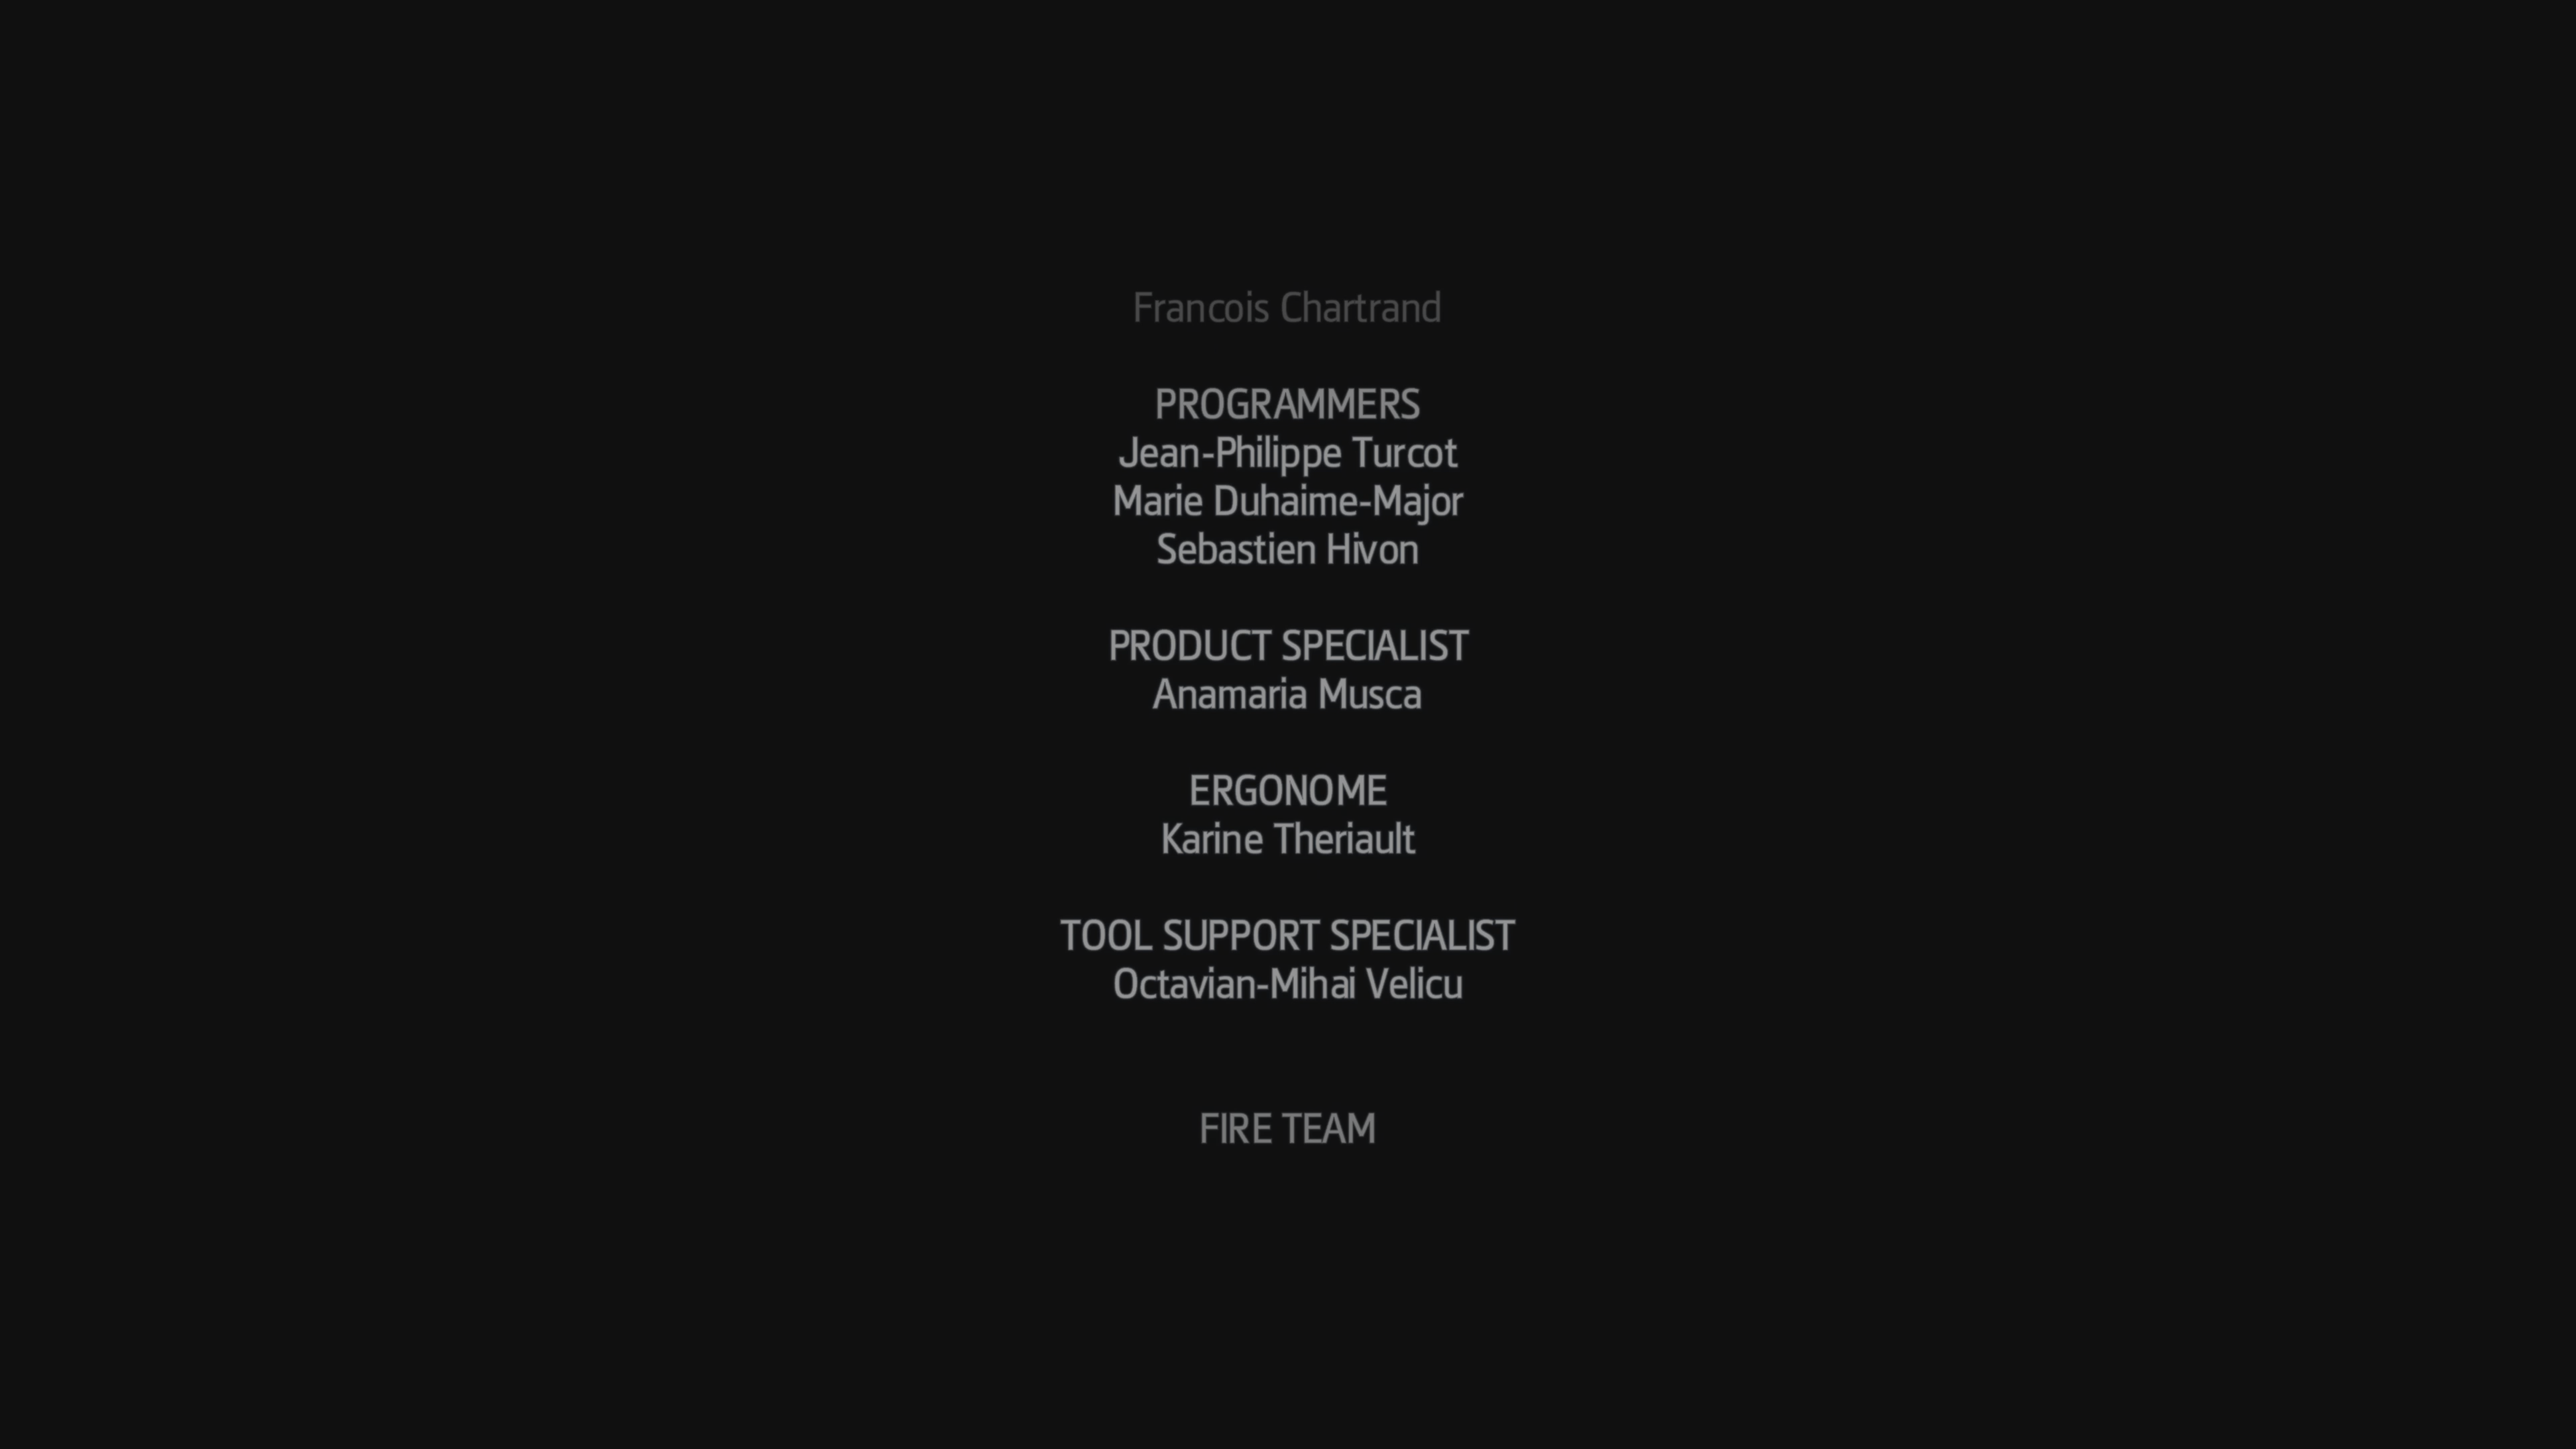 Francois Chartrand
PROGRAMMERS
Jean-Philippe Turcot
Marie Duhaime-Major
Sebastien Hivon
PRODUCT SPECIALIST
Anamaria Musca
ERGONOME
Karine Theriault
TOOL SUPPORT SPECIALIST
Octavian-Mihai Velicu
FIRE TEAM